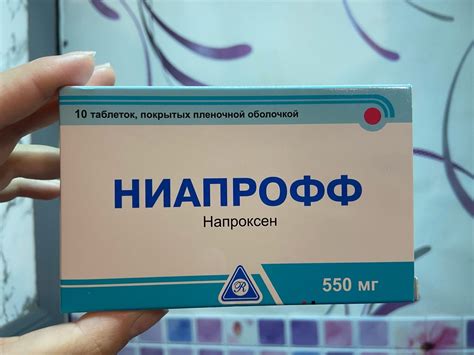 10 таблеток, покрытых пленочной оболочкой
НИАПРОФФ
Напроксен
R
550 мг